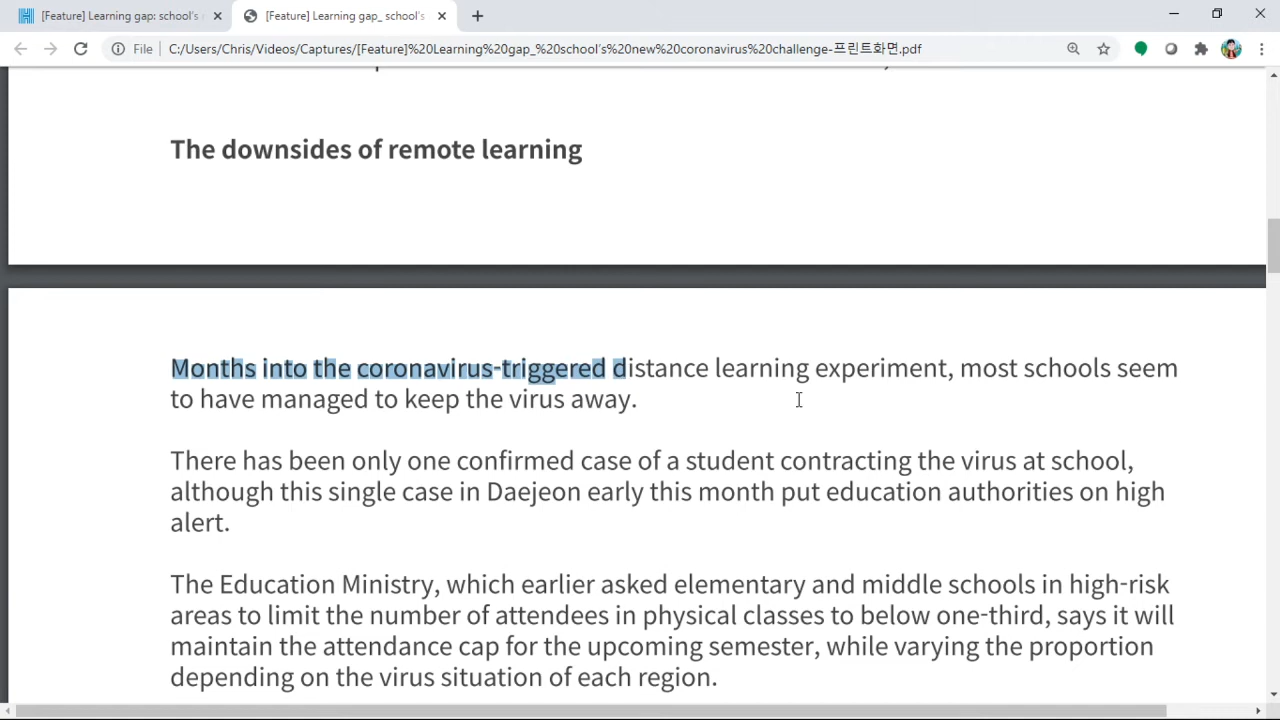 [Feature] Learning gap: school's
[Feature] Learning gap_ school's
File
C:/Users/Chris/Videos/Captures/[Feature]%20Learning%20gap_%20school's%20new%20coronavirus%20challenge-프린트화면.pdf
The downsides of remote learning
Months into the coronavirus-triggered distance learning experiment, most schools seem
to have managed to keep the virus away.
There has been only one confirmed case of a student contracting the virus at school,
although this single case in Daejeon early this month put education authorities on high
alert.
The Education Ministry, which earlier asked elementary and middle schools in high-risk
areas to limit the number of attendees in physical classes to below one-third, says it will
maintain the attendance cap for the upcoming semester, while varying the proportion
depending on the virus situation of each region.